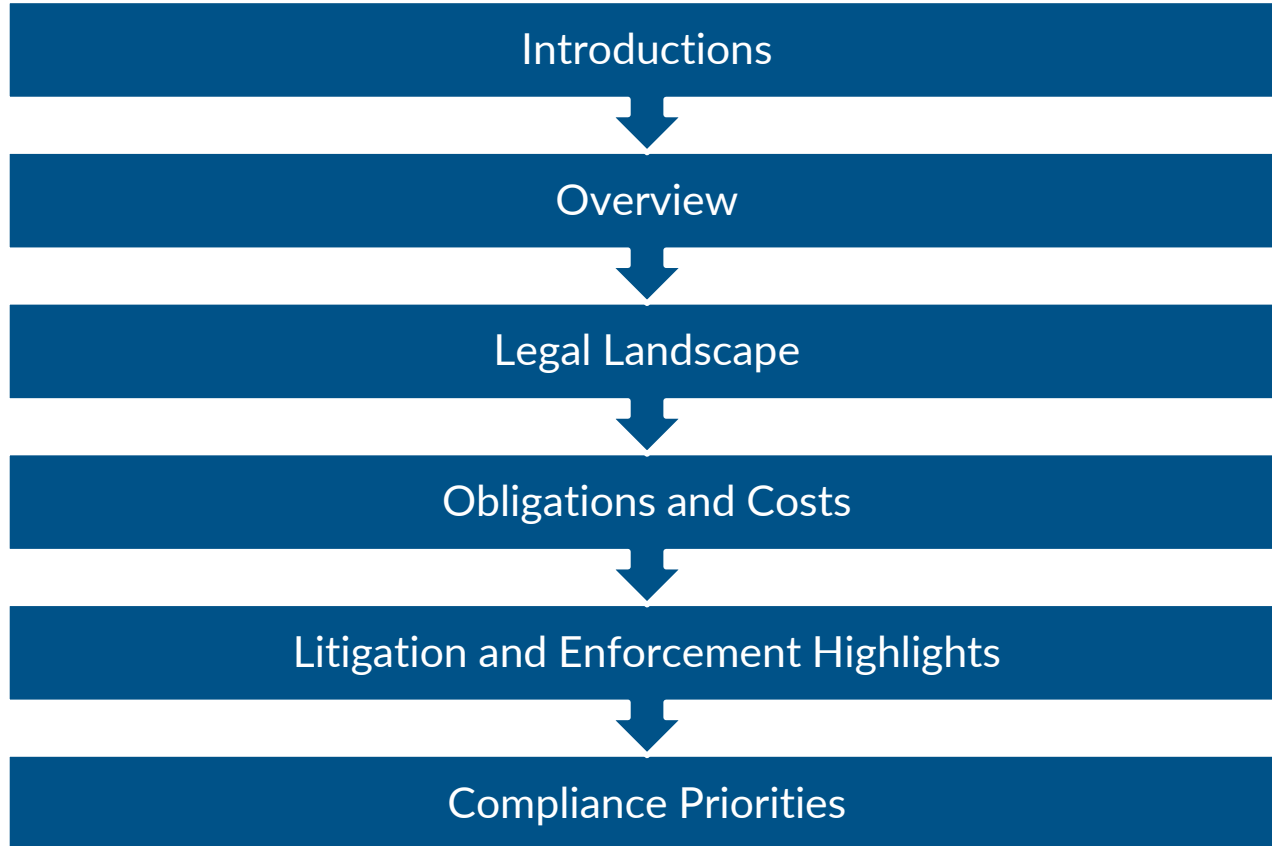 Introductions
Overview
Legal Landscape
Obligations and Costs
Litigation and Enforcement Highlights
Compliance Priorities